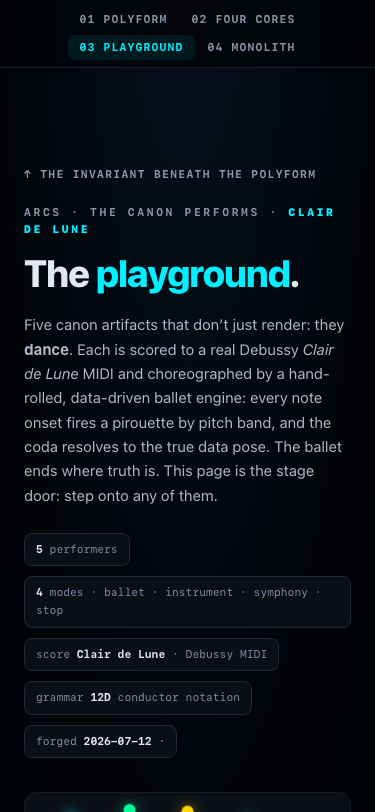 01 POLYFORM 02 FOUR CORES
03 PLAYGROUND 04 MONOLITH
↑ THE INVARIANT BENEATH THE POLYFORM
ARCS · THE CANON PERFORMS · CLAIR
DE LUNE
The playground.
Five canon artifacts that don’t just render: they
dance. Each is scored to a real Debussy Clair
de Lune MIDI and choreographed by a hand-
rolled, data-driven ballet engine: every note
onset fires a pirouette by pitch band, and the
coda resolves to the true data pose. The ballet
ends where truth is. This page is the stage
door: step onto any of them.
5 performers
4 modes · ballet · instrument · symphony ·
stop
score Clair de Lune · Debussy MIDI
grammar 12D conductor notation
forged 2026-07-12 ·